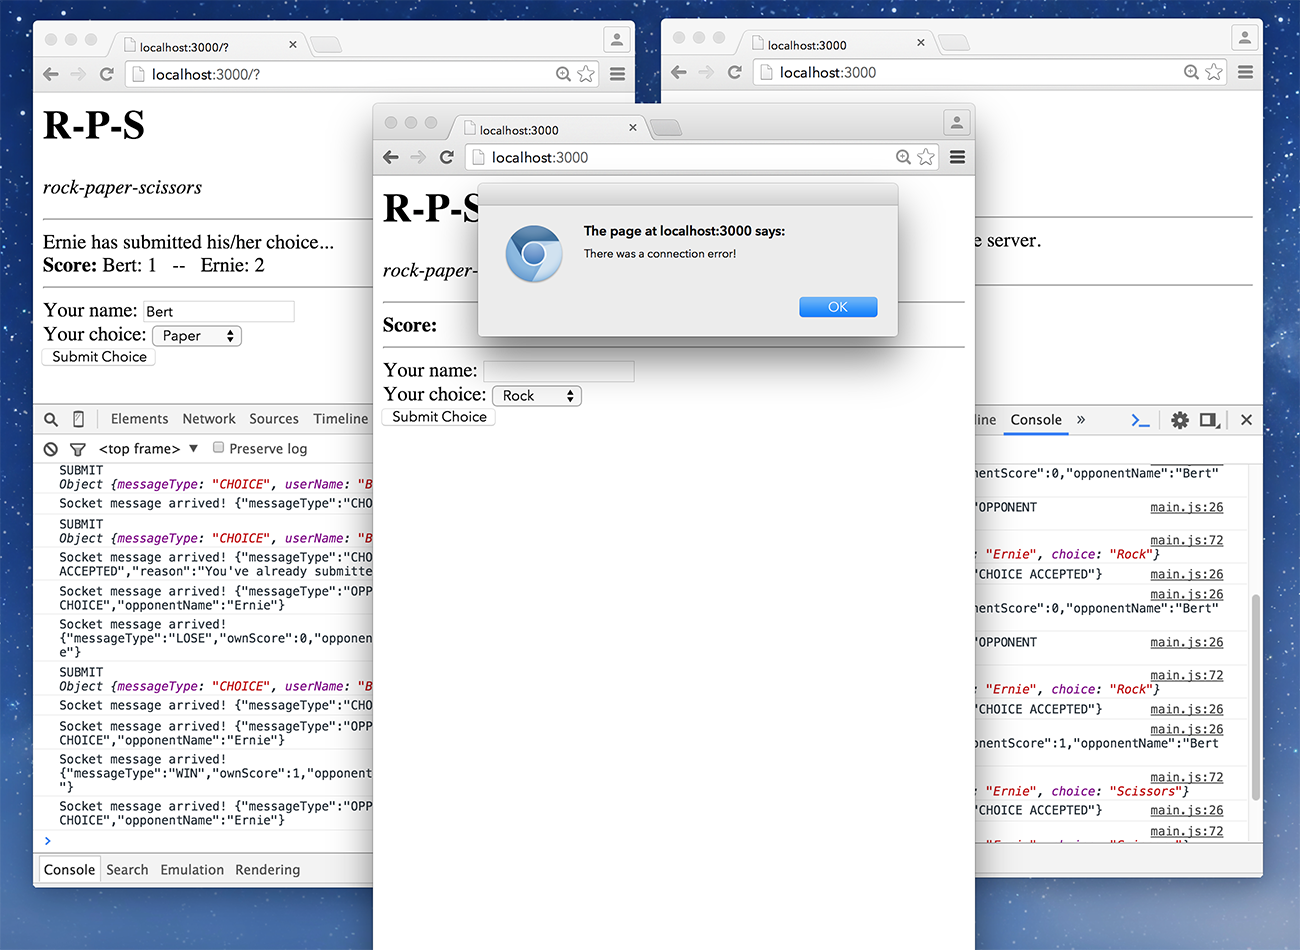 localhost:3000/?
localhost:3000/?
R-P-S
rock-paper-scissors
Ernie has submitted his/her choice...
Score: Bert: 1 -- Ernie: 2
Your name: Bert
Your choice: Paper
Submit Choice
Elements Network Sources Timeline
<top frame> Preserve log
SUBMIT
Object {messageType: "CHOICE", userName: "B
Socket message arrived! {"messageType":"CHO
SUBMIT
Object {messageType: "CHOICE", userName: "B
Socket message arrived! {"messageType":"CHO
ACCEPTED","reason":"You've already submitte
Socket message arrived! {"messageType":"OPP
CHOICE","opponentName":"Ernie"}
Socket message arrived!
{"messageType":"LOSE","ownScore":0,"opponen
e"}
SUBMIT
Object {messageType: "CHOICE", userName: "B
Socket message arrived! {"messageType":"CHO
Socket message arrived! {"messageType":"OPP
CHOICE","opponentName":"Ernie"}
Socket message arrived!
{"messageType":"WIN","ownScore":1,"opponent
"}
Socket message arrived! {"messageType":"OPP
CHOICE","opponentName":"Ernie"}
>
Console Search Emulation Rendering
localhost:3000
localhost:3000
R-P-S
rock-paper-
Score:
Your name:
Your choice: Rock
Submit Choice
The page at localhost:3000 says:
There was a connection error!
OK
localhost:3000
localhost:3000
e server.
line Console »
nentScore":0,"opponentName":"Bert"
"OPPONENT main.js:26
main.js:72
: "Ernie", choice: "Rock"}
"CHOICE ACCEPTED"} main.js:26
main.js:26
nentScore":0,"opponentName":"Bert"
"OPPONENT main.js:26
main.js:72
: "Ernie", choice: "Rock"}
"CHOICE ACCEPTED"} main.js:26
main.js:26
onentScore":1,"opponentName":"Bert
main.js:72
: "Ernie", choice: "Scissors"}
"CHOICE ACCEPTED"} main.js:26
main.js:72